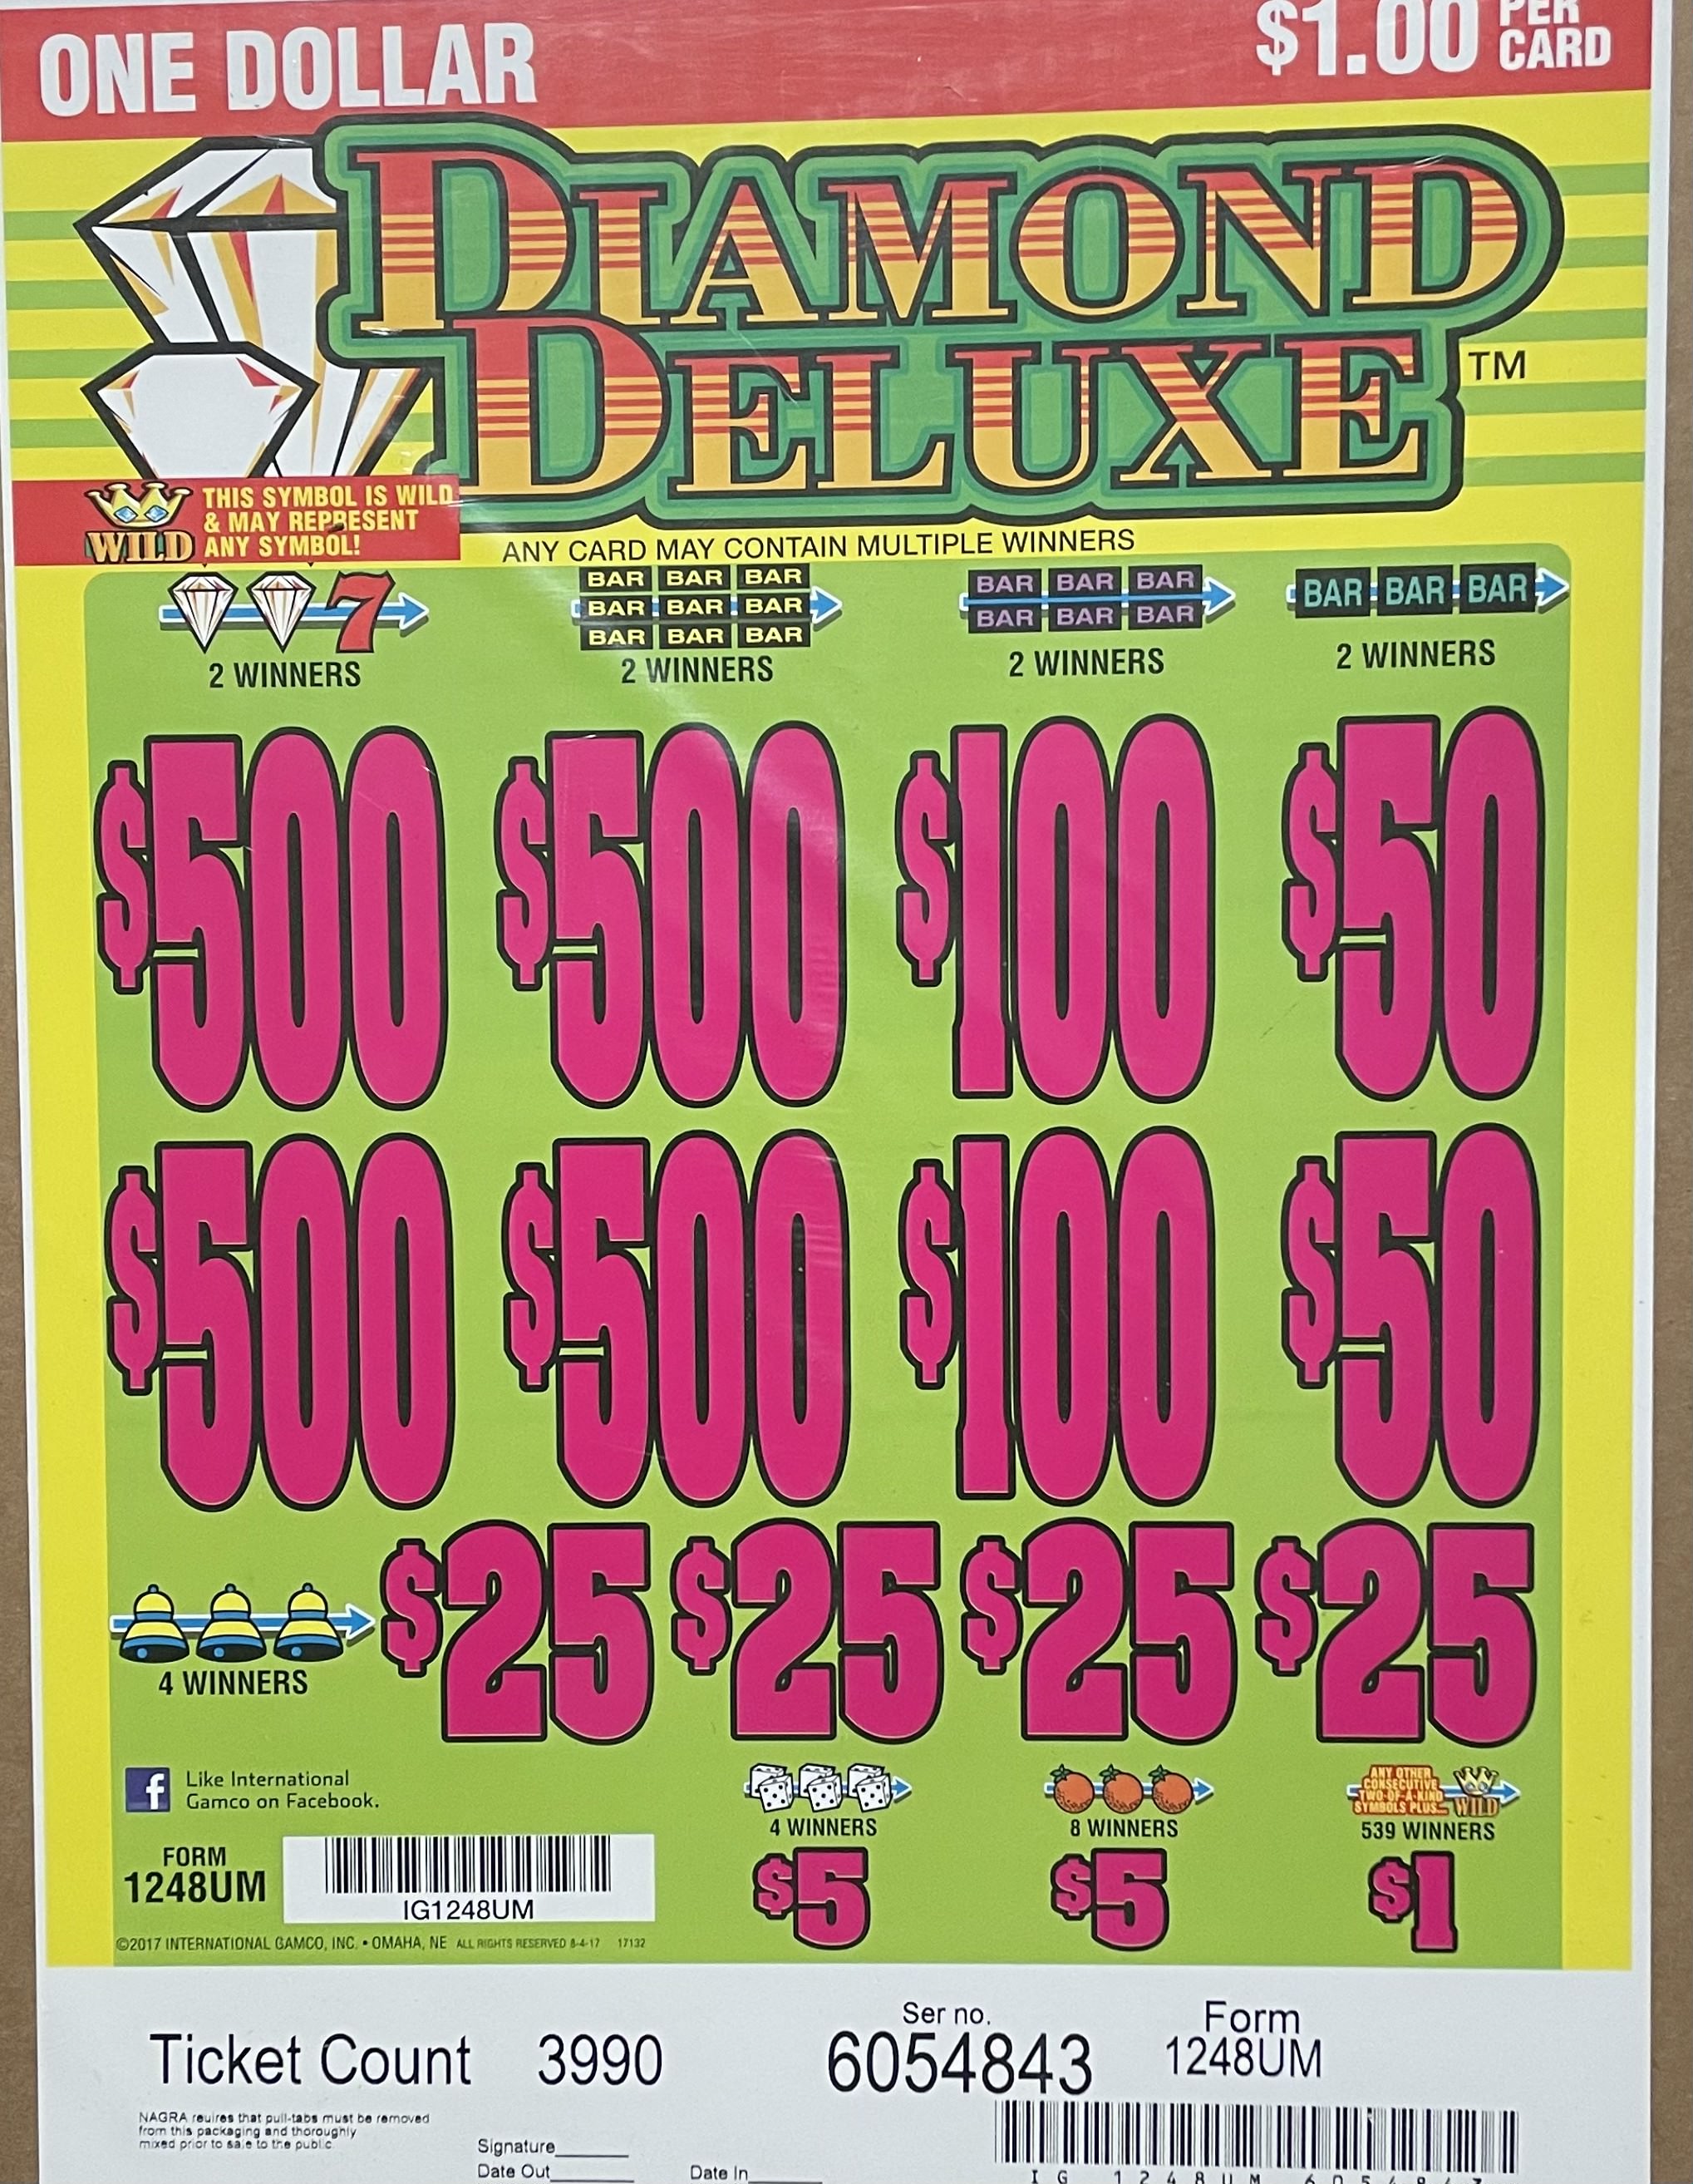 ONE DOLLAR
$1.00 PER CARD
DIAMOND
DELUXE TM
WILD
THIS SYMBOL IS WILD
& MAY REPRESENT
ANY SYMBOL!
ANY CARD MAY CONTAIN MULTIPLE WINNERS
7
2 WINNERS
BAR BAR BAR
BAR BAR BAR
BAR BAR BAR
2 WINNERS
BAR BAR BAR
BAR BAR BAR
2 WINNERS
BAR BAR BAR
2 WINNERS
$500 $500 $100 $50
$500 $500 $100 $50
4 WINNERS
$25 $25 $25 $25
f
Like International
Gamco on Facebook.
4 WINNERS
$5
8 WINNERS
$5
ANY OTHER
CONSECUTIVE
TWO-OF-A-KIND
SYMBOLS PLUS...
WILD
539 WINNERS
$1
FORM
1248UM
IG1248UM
©2017 INTERNATIONAL GAMCO, INC. • OMAHA, NE ALL RIGHTS RESERVED 8-4-17 17132
Ticket Count 3990
Ser no.
6054843
Form
1248UM
NAGRA reuires that pull-tabs must be removed
from this packaging and thoroughly
mixed prior to sale to the public.
Signature
Date Out
Date In
IG 1248UM 6054843